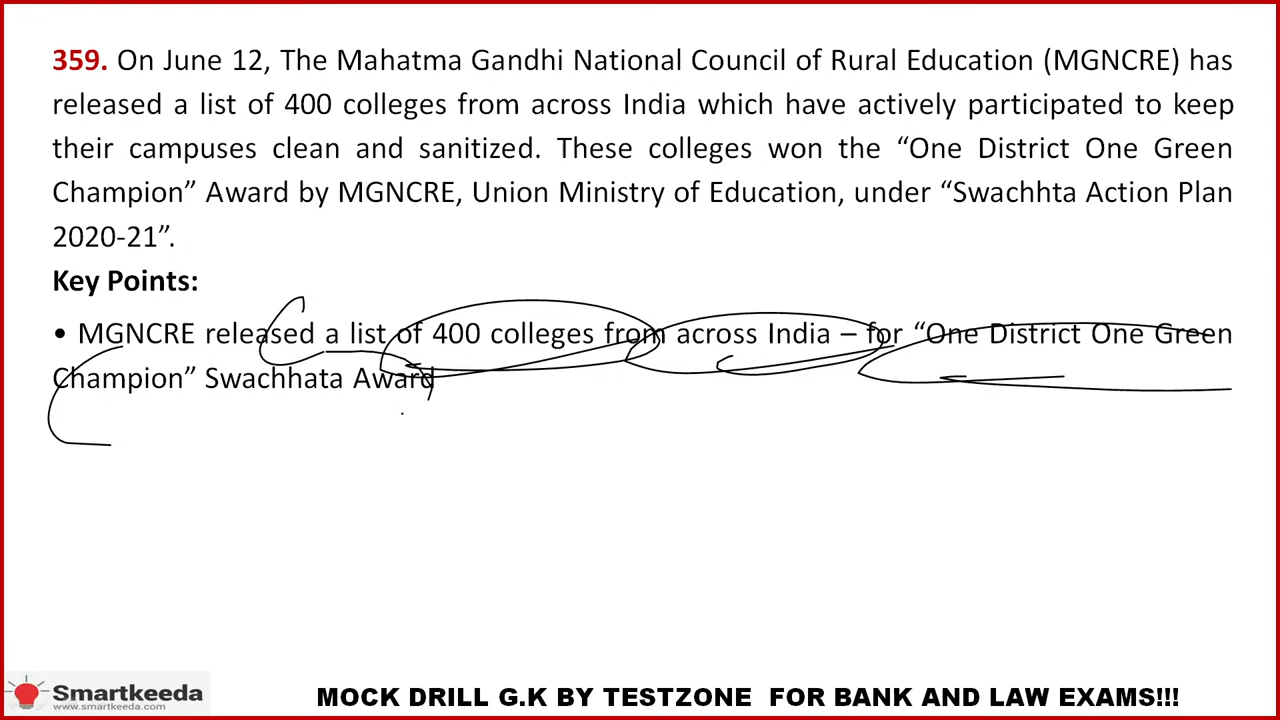 359. On June 12, The Mahatma Gandhi National Council of Rural Education (MGNCRE) has
released a list of 400 colleges from across India which have actively participated to keep
their campuses clean and sanitized. These colleges won the “One District One Green
Champion” Award by MGNCRE, Union Ministry of Education, under “Swachhta Action Plan
2020-21”.
Key Points:
• MGNCRE released a list of 400 colleges from across India – for “One District One Green
Champion” Swachhata Award
Smartkeeda
www.smartkeeda.com
MOCK DRILL G.K BY TESTZONE FOR BANK AND LAW EXAMS!!!